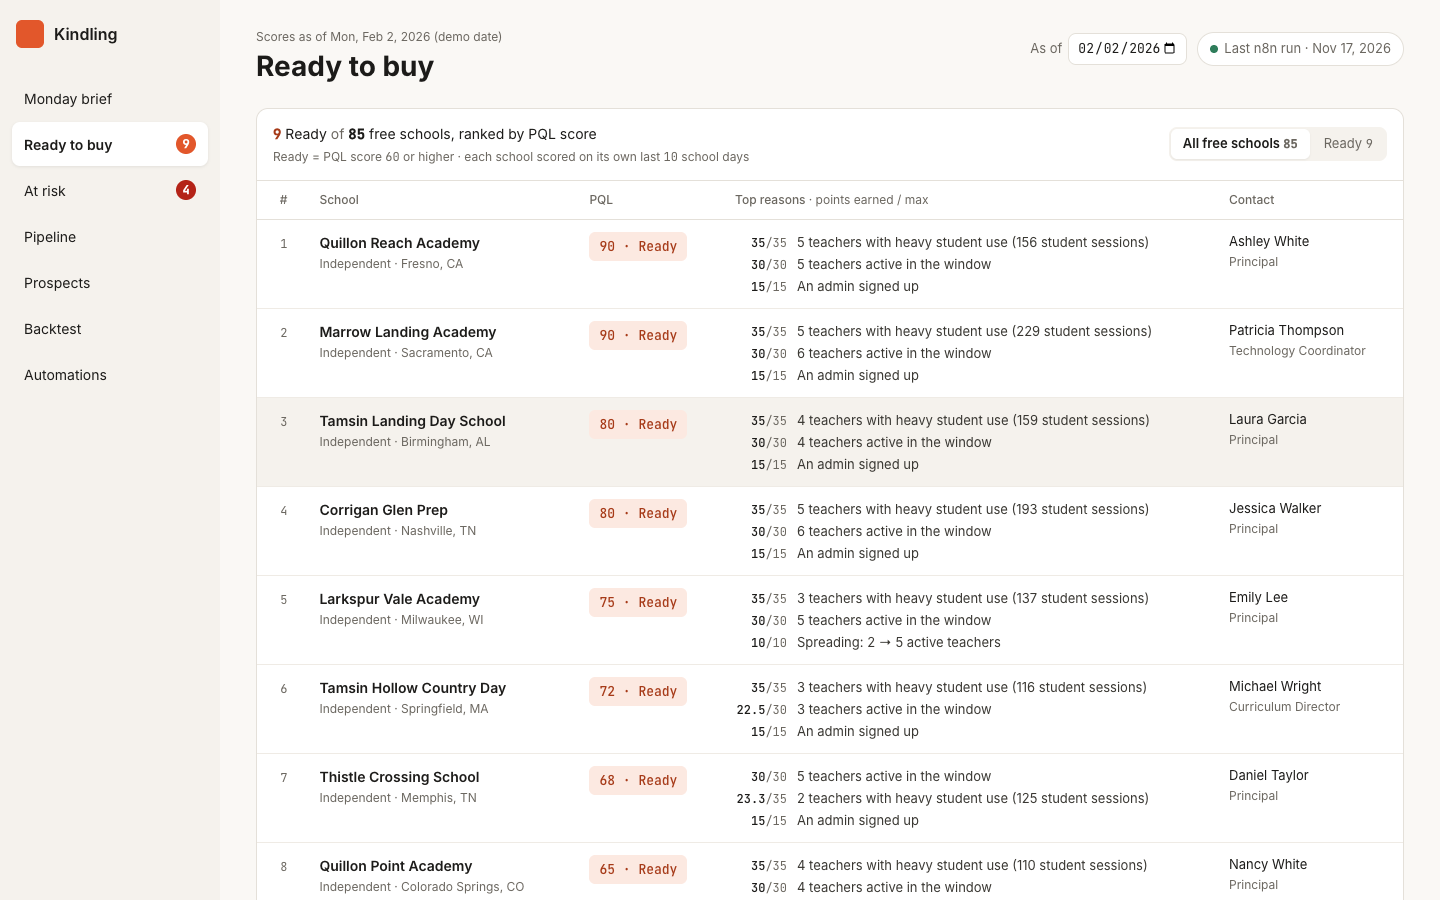 Kindling
Monday brief
Ready to buy 9
At risk 4
Pipeline
Prospects
Backtest
Automations
Scores as of Mon, Feb 2, 2026 (demo date)
Ready to buy
As of 02/02/2026
Last n8n run · Nov 17, 2026
9 Ready of 85 free schools, ranked by PQL score
Ready = PQL score 60 or higher · each school scored on its own last 10 school days
All free schools 85 Ready 9
# School PQL Top reasons · points earned / max Contact
1 Quillon Reach Academy 90 · Ready 35/35 5 teachers with heavy student use (156 student sessions) Ashley White
Independent · Fresno, CA 30/30 5 teachers active in the window Principal
15/15 An admin signed up
2 Marrow Landing Academy 90 · Ready 35/35 5 teachers with heavy student use (229 student sessions) Patricia Thompson
Independent · Sacramento, CA 30/30 6 teachers active in the window Technology Coordinator
15/15 An admin signed up
3 Tamsin Landing Day School 80 · Ready 35/35 4 teachers with heavy student use (159 student sessions) Laura Garcia
Independent · Birmingham, AL 30/30 4 teachers active in the window Principal
15/15 An admin signed up
4 Corrigan Glen Prep 80 · Ready 35/35 5 teachers with heavy student use (193 student sessions) Jessica Walker
Independent · Nashville, TN 30/30 6 teachers active in the window Principal
15/15 An admin signed up
5 Larkspur Vale Academy 75 · Ready 35/35 3 teachers with heavy student use (137 student sessions) Emily Lee
Independent · Milwaukee, WI 30/30 5 teachers active in the window Principal
10/10 Spreading: 2 → 5 active teachers
6 Tamsin Hollow Country Day 72 · Ready 35/35 3 teachers with heavy student use (116 student sessions) Michael Wright
Independent · Springfield, MA 22.5/30 3 teachers active in the window Curriculum Director
15/15 An admin signed up
7 Thistle Crossing School 68 · Ready 30/30 5 teachers active in the window Daniel Taylor
Independent · Memphis, TN 23.3/35 2 teachers with heavy student use (125 student sessions) Principal
15/15 An admin signed up
8 Quillon Point Academy 65 · Ready 35/35 4 teachers with heavy student use (110 student sessions) Nancy White
Independent · Colorado Springs, CO 30/30 4 teachers active in the window Principal